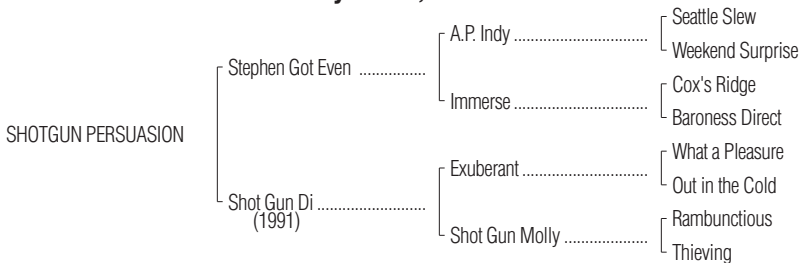 Seattle Slew
A.P. Indy ..................................
Weekend Surprise
Stephen Got Even ................
Cox's Ridge
Immerse ...................................
Baroness Direct
SHOTGUN PERSUASION
What a Pleasure
Exuberant ................................
Out in the Cold
Shot Gun Di ...........................
(1991)
Rambunctious
Shot Gun Molly .....................
Thieving